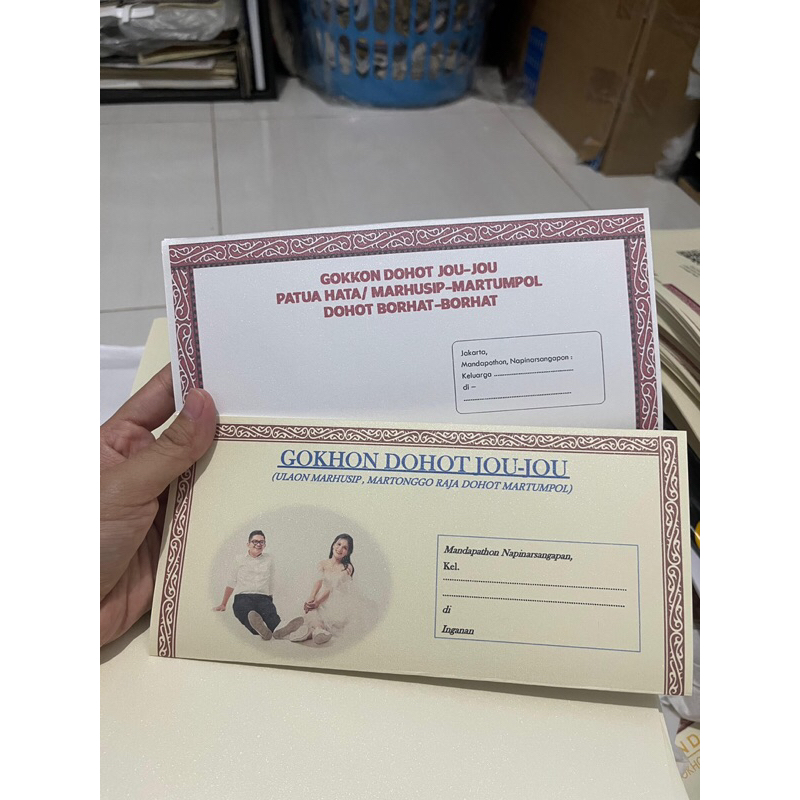 GOKKON DOHOT JOU-JOU
PATUA HATA/ MARHUSIP-MARTUMPOL
DOHOT BORHAT-BORHAT
Jakarta,
Mandapathon, Napinarsangapon :
Keluarga ................................
di –
................................
GOKHON DOHOT JOU-JOU
(ULAON MARHUSIP , MARTONGGO RAJA DOHOT MARTUMPOL)
Mandapathon Napinarsangapan,
Kel.
................................
................................
di
Inganan